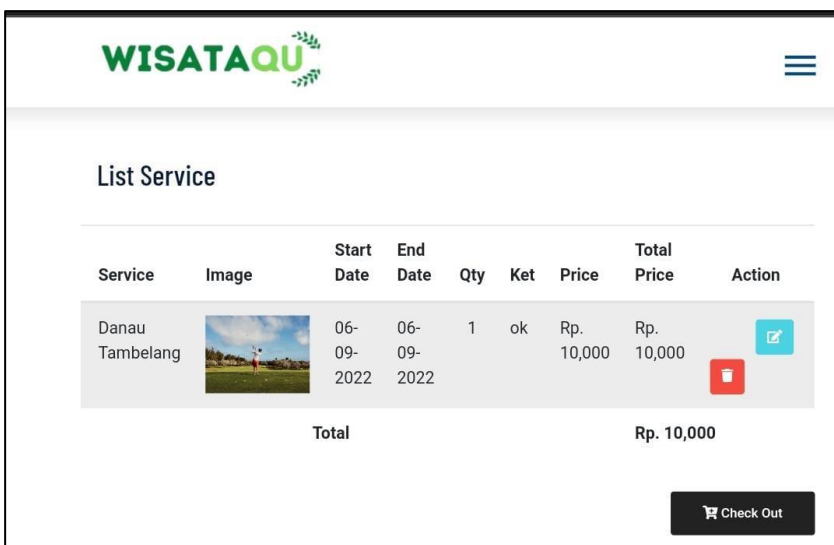 WISATAQU
List Service
Service Image Start Date End Date Qty Ket Price Total Price Action
Danau Tambelang 06-09-2022 06-09-2022 1 ok Rp. 10,000 Rp. 10,000
Total Rp. 10,000
Check Out